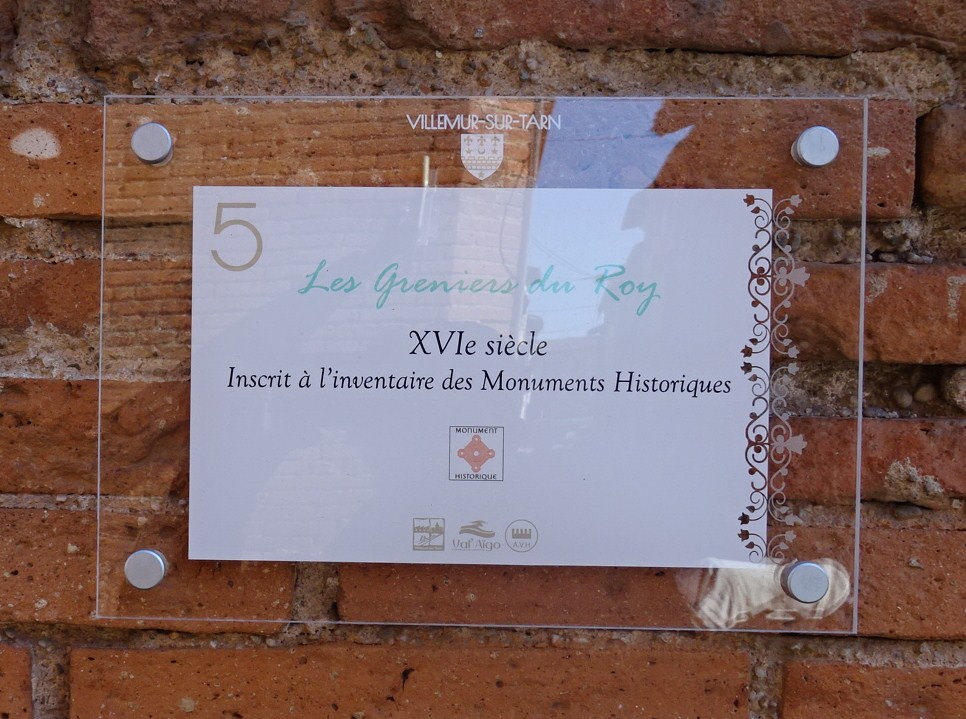 VILLEMUR-SUR-TARN
5
Les Greniers du Roy
XVIe siècle
Inscrit à l'inventaire des Monuments Historiques
MONUMENT
HISTORIQUE
Val'Aïgo
A.V.H